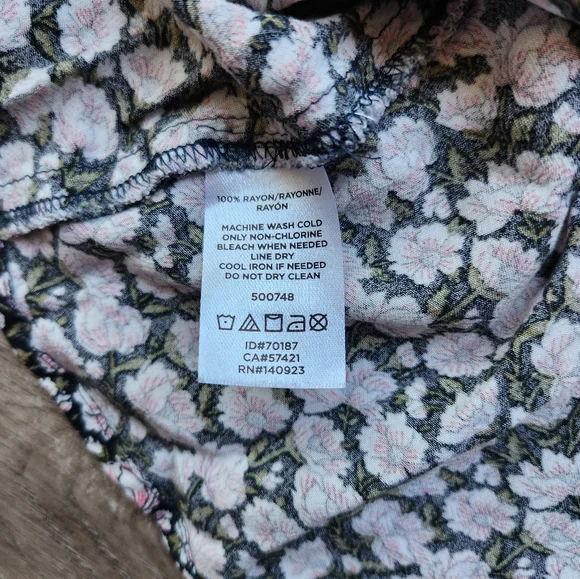 100% RAYON/RAYONNE/
RAYÓN
MACHINE WASH COLD
ONLY NON-CHLORINE
BLEACH WHEN NEEDED
LINE DRY
COOL IRON IF NEEDED
DO NOT DRY CLEAN
500748
ID#70187
CA#57421
RN#140923